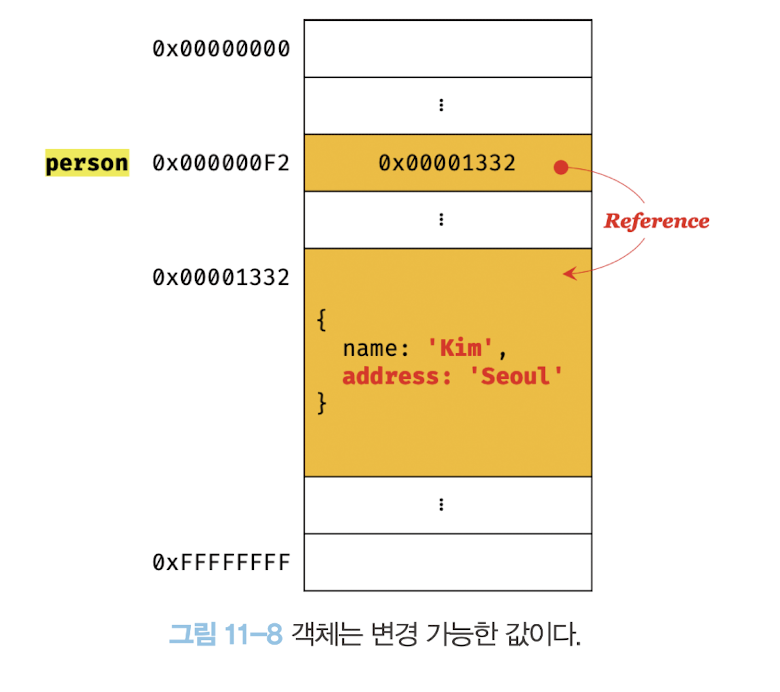 0x00000000
⋮
person 0x000000F2 0x00001332
⋮
Reference
0x00001332
{
name: 'Kim',
address: 'Seoul'
}
⋮
0xFFFFFFFF
그림 11-8 객체는 변경 가능한 값이다.